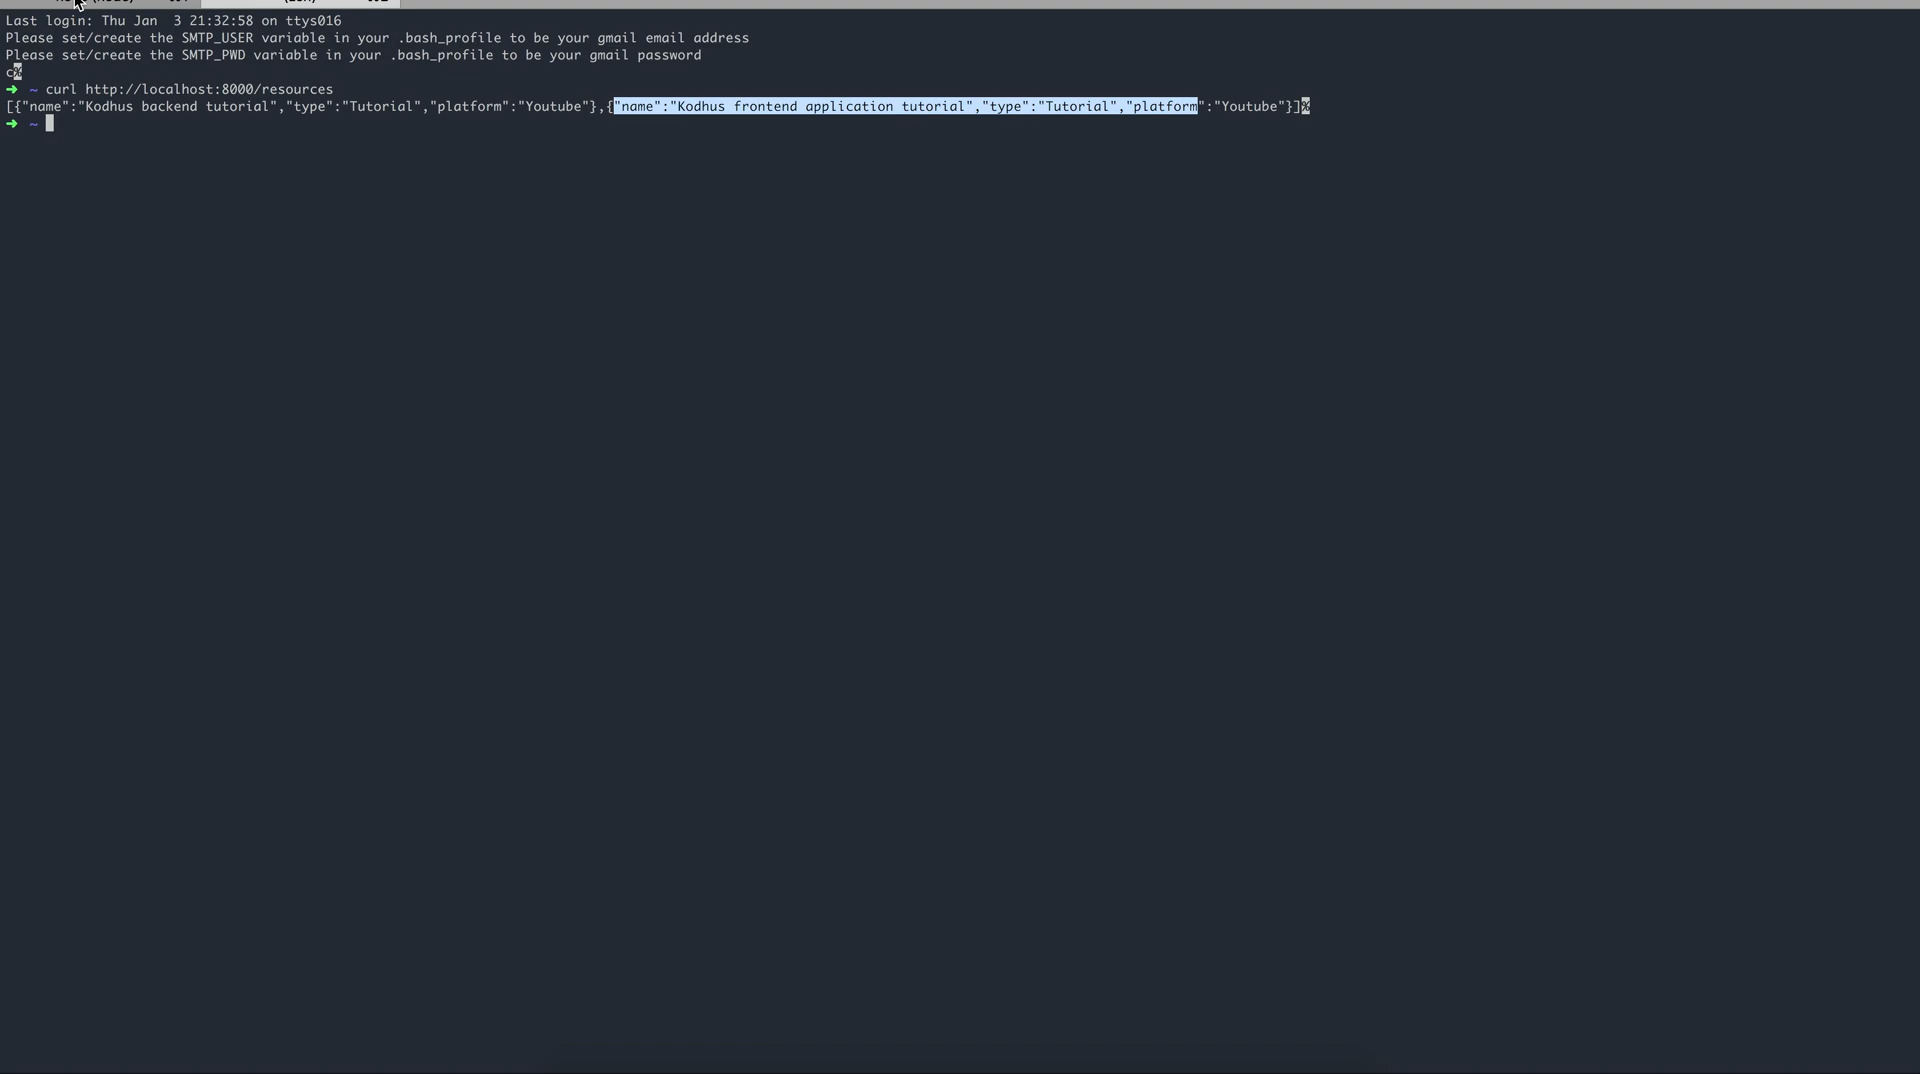 Last login: Thu Jan  3 21:32:58 on ttys016
Please set/create the SMTP_USER variable in your .bash_profile to be your gmail email address
Please set/create the SMTP_PWD variable in your .bash_profile to be your gmail password
c%
➜  ~ curl http://localhost:8000/resources
[{"name":"Kodhus backend tutorial","type":"Tutorial","platform":"Youtube"},{"name":"Kodhus frontend application tutorial","type":"Tutorial","platform":"Youtube"}]%
➜  ~